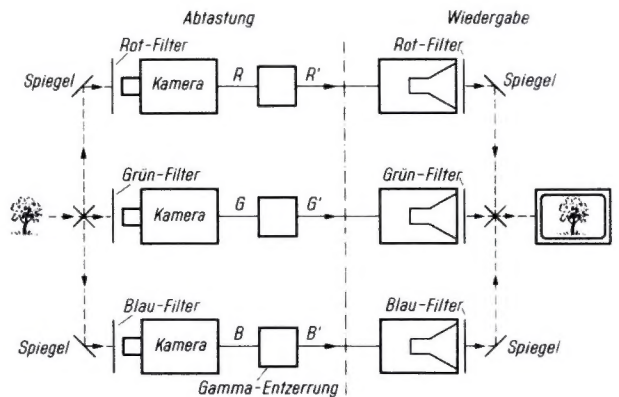 Abtastung Wiedergabe
Rot-Filter Rot-Filter
Spiegel Kamera R R' Spiegel
Grün-Filter Grün-Filter
Kamera G G'
Blau-Filter Blau-Filter
Spiegel Kamera B B' Spiegel
Gamma-Entzerrung